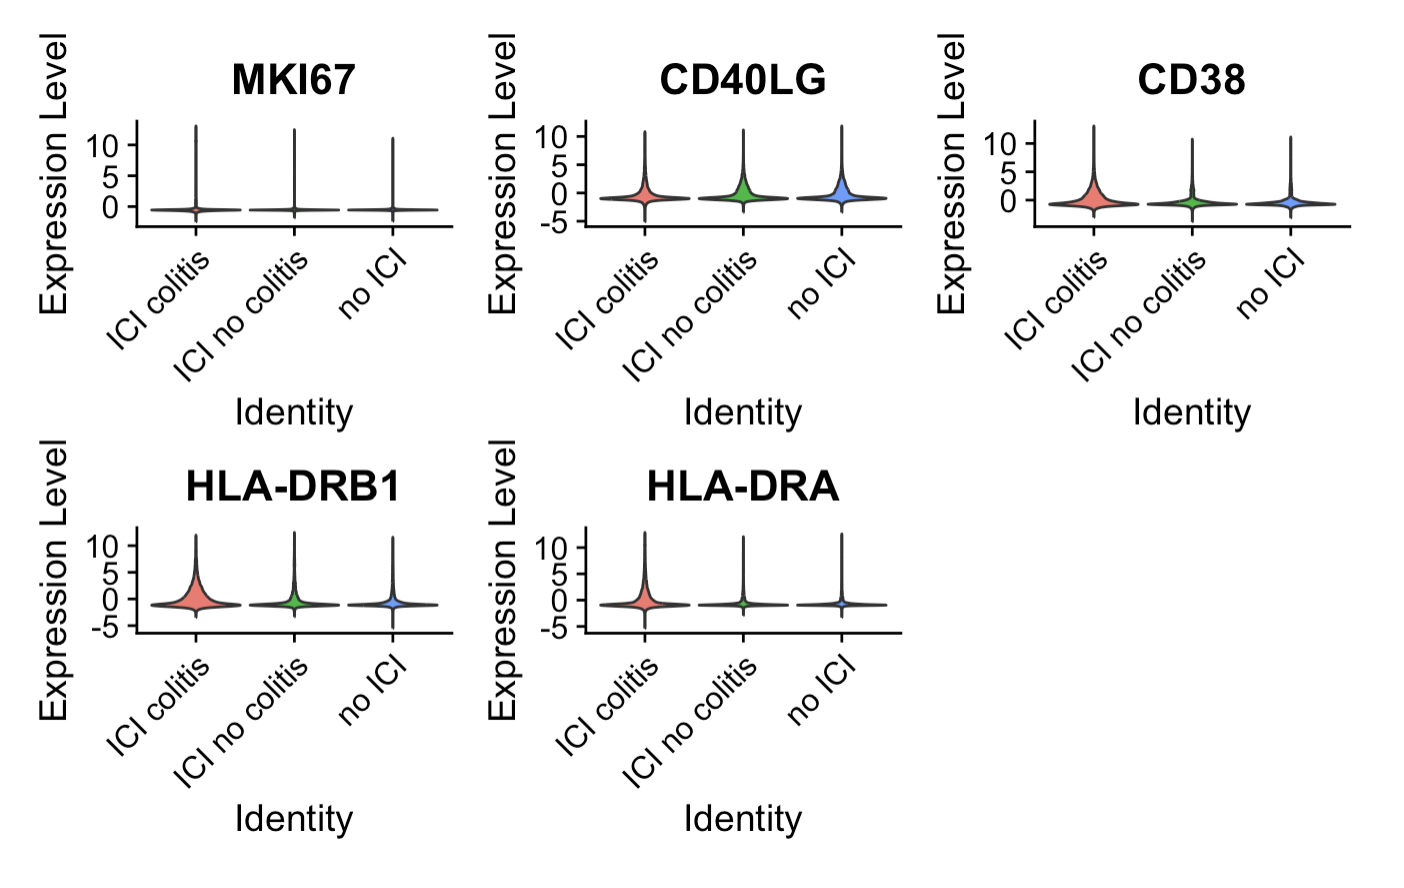 MKI67
Expression Level
10
5
0
ICI colitis
ICI no colitis
no ICI
Identity
CD40LG
Expression Level
10
5
0
-5
ICI colitis
ICI no colitis
no ICI
Identity
CD38
Expression Level
10
5
0
ICI colitis
ICI no colitis
no ICI
Identity
HLA-DRB1
Expression Level
10
5
0
-5
ICI colitis
ICI no colitis
no ICI
Identity
HLA-DRA
Expression Level
10
5
0
-5
ICI colitis
ICI no colitis
no ICI
Identity